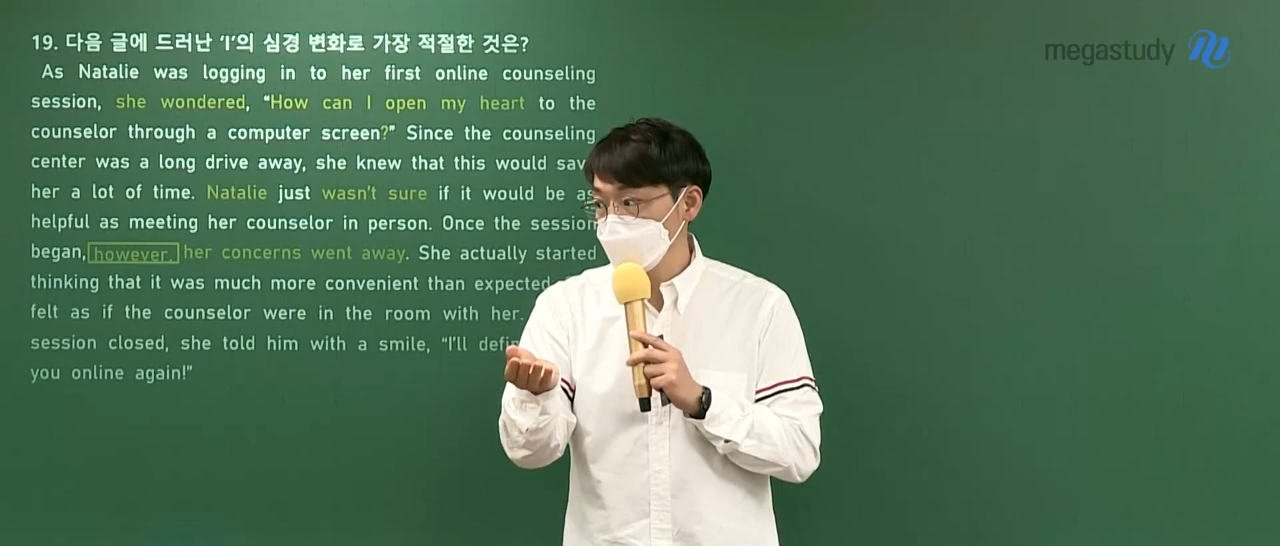 19. 다음 글에 드러난 'I'의 심경 변화로 가장 적절한 것은?
As Natalie was logging in to her first online counseling
session, she wondered, “How can I open my heart to the
counselor through a computer screen?” Since the counseling
center was a long drive away, she knew that this would
her a lot of time. Natalie just wasn't sure if it would be as
helpful as meeting her counselor in person. Once the session
began, however, her concerns went away. She actually started
thinking that it was much more convenient than expected.
felt as if the counselor were in the room with her.
session closed, she told him with a smile, “I'll
you online again!”
megastudy